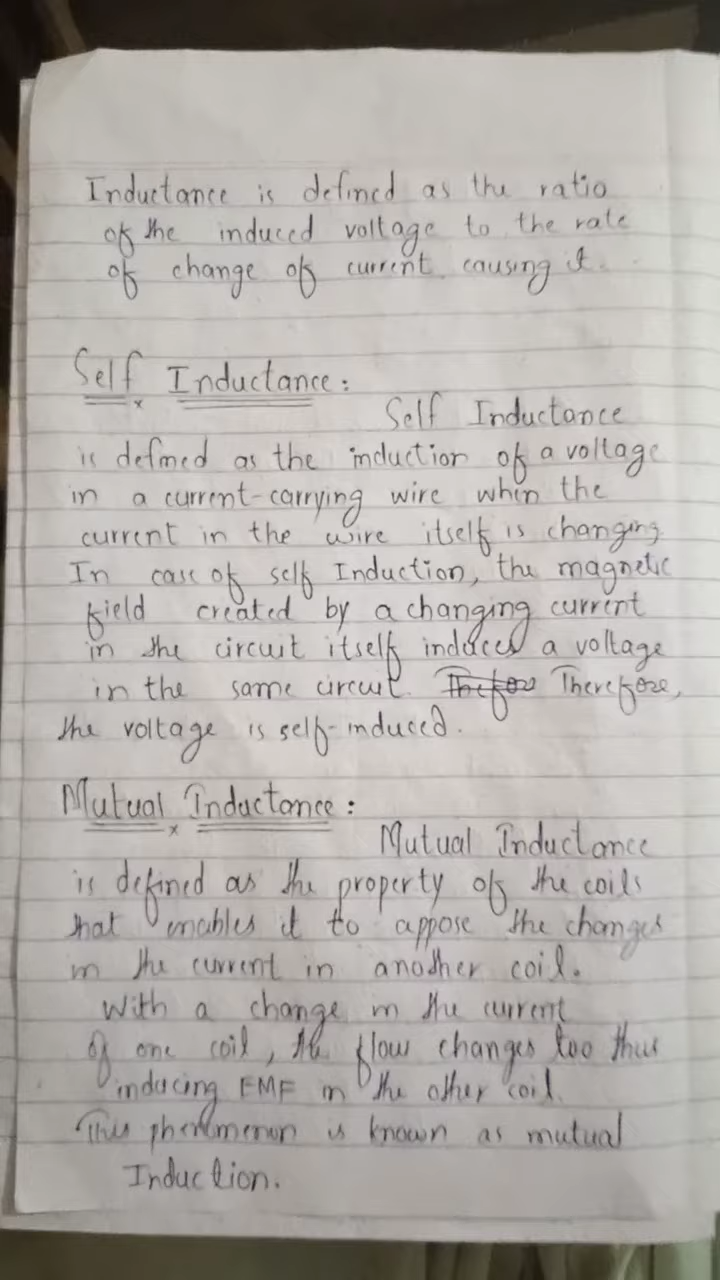 Inductance is defined as the ratio
of the induced voltage to the rate
of change of current causing it.
Self Inductance:
Self Inductance
is defined as the induction of a voltage
in a current-carrying wire when the
current in the wire itself is changing
In case of self Induction, the magnetic
field created by a changing current
in the circuit itself induces a voltage
in the same circuit. Therefore,
the voltage is self-induced.
Mutual Inductance:
Mutual Inductance
is defined as the property of the coils
that enables it to appose the changes
in the current in another coil.
With a change in the current
of one coil, the flow changes too thus
inducing EMF in the other coil.
This phenomenon is known as mutual
Induction.